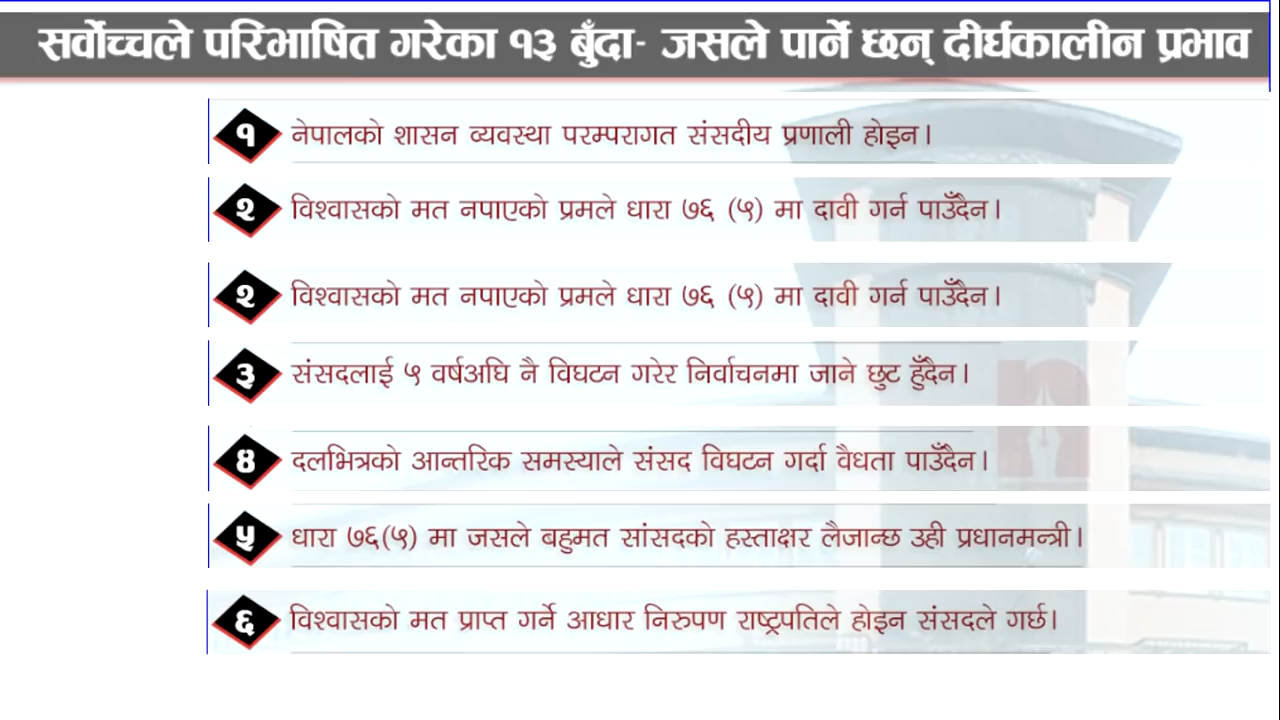 सर्वोच्चले परिभाषित गरेका १३ बुँदा- जसले पार्ने छन् दीर्घकालीन प्रभाव
१ नेपालको शासन व्यवस्था परम्परागत संसदीय प्रणाली होइन।
२ विश्वासको मत नपाएको प्रमले धारा ७६ (५) मा दावी गर्न पाउँदैन।
२ विश्वासको मत नपाएको प्रमले धारा ७६ (५) मा दावी गर्न पाउँदैन।
३ संसदलाई ५ वर्षअघि नै विघटन गरेर निर्वाचनमा जाने छुट हुँदैन।
४ दलभित्रको आन्तरिक समस्याले संसद विघटन गर्दा वैधता पाउँदैन।
५ धारा ७६(५) मा जसले बहुमत सांसदको हस्ताक्षर लैजान्छ उही प्रधानमन्त्री।
६ विश्वासको मत प्राप्त गर्ने आधार निरुपण राष्ट्रपतिले होइन संसदले गर्छ।